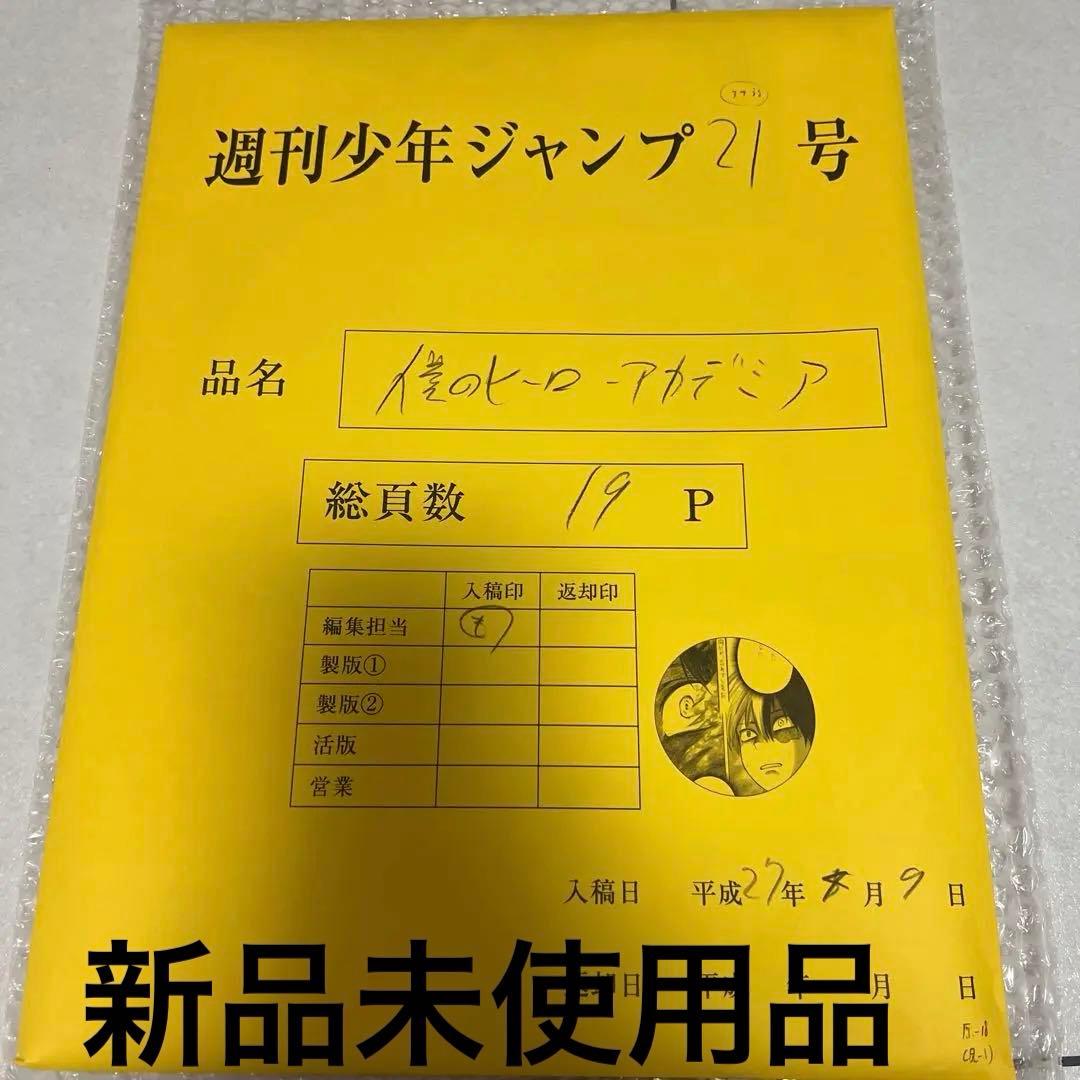 週刊少年ジャンプ21号
品名 僕のヒーローアカデミア
総頁数 19 P
入稿印 返却印
編集担当
製版①
製版②
活版
営業
入稿日 平成27年 月9日
月 日
新品未使用品